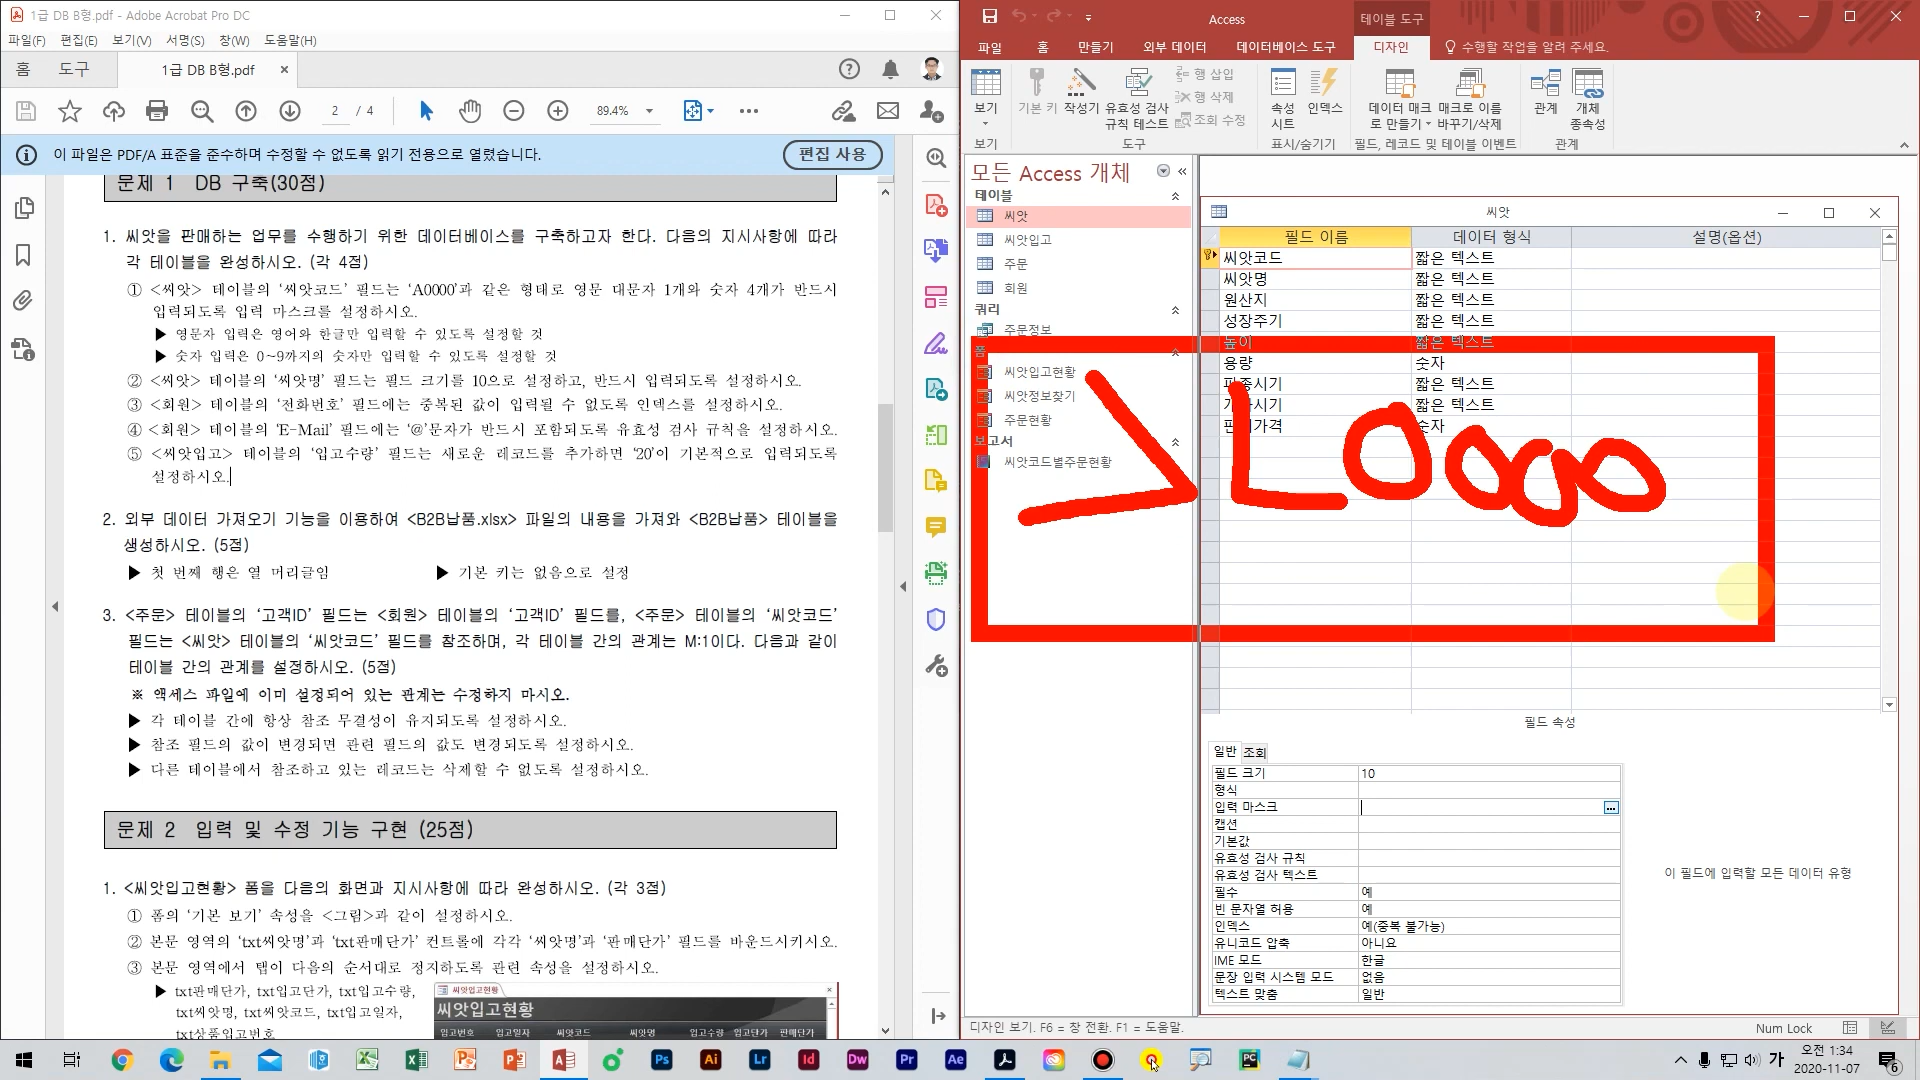 1급 DB B형.pdf - Adobe Acrobat Pro DC
파일(F) 편집(E) 보기(V) 서명(S) 창(W) 도움말(H)
홈 도구 1급 DB B형.pdf ×
2 / 4 89.4%
이 파일은 PDF/A 표준을 준수하며 수정할 수 없도록 읽기 전용으로 열렸습니다. 편집 사용
문제 1 DB 구축(30점)
1. 씨앗을 판매하는 업무를 수행하기 위한 데이터베이스를 구축하고자 한다. 다음의 지시사항에 따라
각 테이블을 완성하시오. (각 4점)
① <씨앗> 테이블의 ‘씨앗코드’ 필드는 ‘A0000’과 같은 형태로 영문 대문자 1개와 숫자 4개가 반드시
입력되도록 입력 마스크를 설정하시오.
▶ 영문자 입력은 영어와 한글만 입력할 수 있도록 설정할 것
▶ 숫자 입력은 0~9까지의 숫자만 입력할 수 있도록 설정할 것
② <씨앗> 테이블의 ‘씨앗명’ 필드는 필드 크기를 10으로 설정하고, 반드시 입력되도록 설정하시오.
③ <회원> 테이블의 ‘전화번호’ 필드에는 중복된 값이 입력될 수 없도록 인덱스를 설정하시오.
④ <회원> 테이블의 ‘E-Mail’ 필드에는 ‘@’문자가 반드시 포함되도록 유효성 검사 규칙을 설정하시오.
⑤ <씨앗입고> 테이블의 ‘입고수량’ 필드는 새로운 레코드를 추가하면 ‘20’이 기본적으로 입력되도록
설정하시오.
2. 외부 데이터 가져오기 기능을 이용하여 <B2B납품.xlsx> 파일의 내용을 가져와 <B2B납품> 테이블을
생성하시오. (5점)
▶ 첫 번째 행은 열 머리글임 ▶ 기본 키는 없음으로 설정
3. <주문> 테이블의 ‘고객ID’ 필드는 <회원> 테이블의 ‘고객ID’ 필드를, <주문> 테이블의 ‘씨앗코드’
필드는 <씨앗> 테이블의 ‘씨앗코드’ 필드를 참조하며, 각 테이블 간의 관계는 M:1이다. 다음과 같이
테이블 간의 관계를 설정하시오. (5점)
※ 액세스 파일에 이미 설정되어 있는 관계는 수정하지 마시오.
▶ 각 테이블 간에 항상 참조 무결성이 유지되도록 설정하시오.
▶ 참조 필드의 값이 변경되면 관련 필드의 값도 변경되도록 설정하시오.
▶ 다른 테이블에서 참조하고 있는 레코드는 삭제할 수 없도록 설정하시오.
문제 2 입력 및 수정 기능 구현 (25점)
1. <씨앗입고현황> 폼을 다음의 화면과 지시사항에 따라 완성하시오. (각 3점)
① 폼의 ‘기본 보기’ 속성을 <그림>과 같이 설정하시오.
② 본문 영역의 ‘txt씨앗명’과 ‘txt판매단가’ 컨트롤에 각각 ‘씨앗명’과 ‘판매단가’ 필드를 바운드시키시오.
③ 본문 영역에서 탭이 다음의 순서대로 정지하도록 관련 속성을 설정하시오.
▶ txt판매단가, txt입고단가, txt입고수량,
txt씨앗명, txt씨앗코드, txt입고일자,
txt상품입고번호
씨앗입고현황
씨앗입고현황
입고번호 입고일자 씨앗코드 씨앗명 입고수량 입고단가 판매단가
Access 테이블 도구
파일 홈 만들기 외부 데이터 데이터베이스 도구 디자인 수행할 작업을 알려 주세요.
보기 기본 키 작성기 유효성 검사 규칙 테스트 행 삽입 행 삭제 조회 수정 속성 시트 인덱스 데이터 매크로 만들기 매크로 이름 바꾸기/삭제 관계 개체 종속성
보기 도구 표시/숨기기 필드, 레코드 및 테이블 이벤트 관계
모든 Access 개체
테이블
씨앗
씨앗입고
주문
회원
쿼리
주문정보
폼
씨앗입고현황
씨앗정보찾기
주문현황
보고서
씨앗코드별주문현황
씨앗
필드 이름 데이터 형식 설명(옵션)
씨앗코드 짧은 텍스트
씨앗명 짧은 텍스트
원산지 짧은 텍스트
성장주기 짧은 텍스트
높이 짧은 텍스트
용량 숫자
파종시기 짧은 텍스트
짧은 텍스트
숫자
>L0000
필드 속성
일반 조회
필드 크기 10
형식
입력 마스크
캡션
기본값
유효성 검사 규칙
유효성 검사 텍스트
필수 예
빈 문자열 허용 예
인덱스 예(중복 불가능)
유니코드 압축 아니요
IME 모드 한글
문장 입력 시스템 모드 없음
텍스트 맞춤 일반
이 필드에 입력할 모든 데이터 유형
디자인 보기. F6 = 창 전환. F1 = 도움말. Num Lock
Ps Ai Lr Id Dw Pr Ae PC 가 오전 1:34
2020-11-07 6